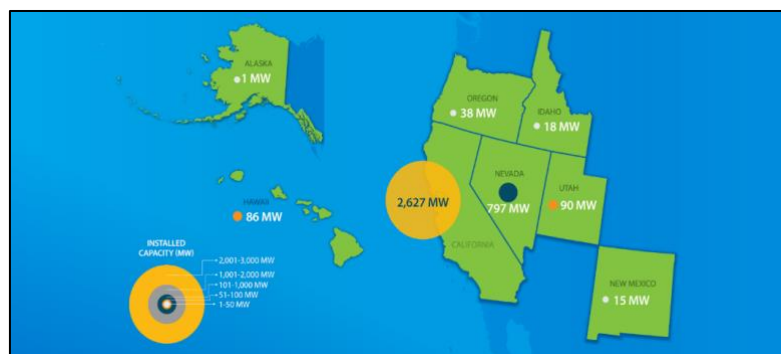 ALASKA
1 MW
OREGON
38 MW
IDAHO
18 MW
2,627 MW
NEVADA
797 MW
UTAH
90 MW
HAWAII
86 MW
CALIFORNIA
INSTALLED
CAPACITY (MW)
2,001-3,000 MW
1,001-2,000 MW
101-1,000 MW
51-100 MW
1-50 MW
NEW MEXICO
15 MW